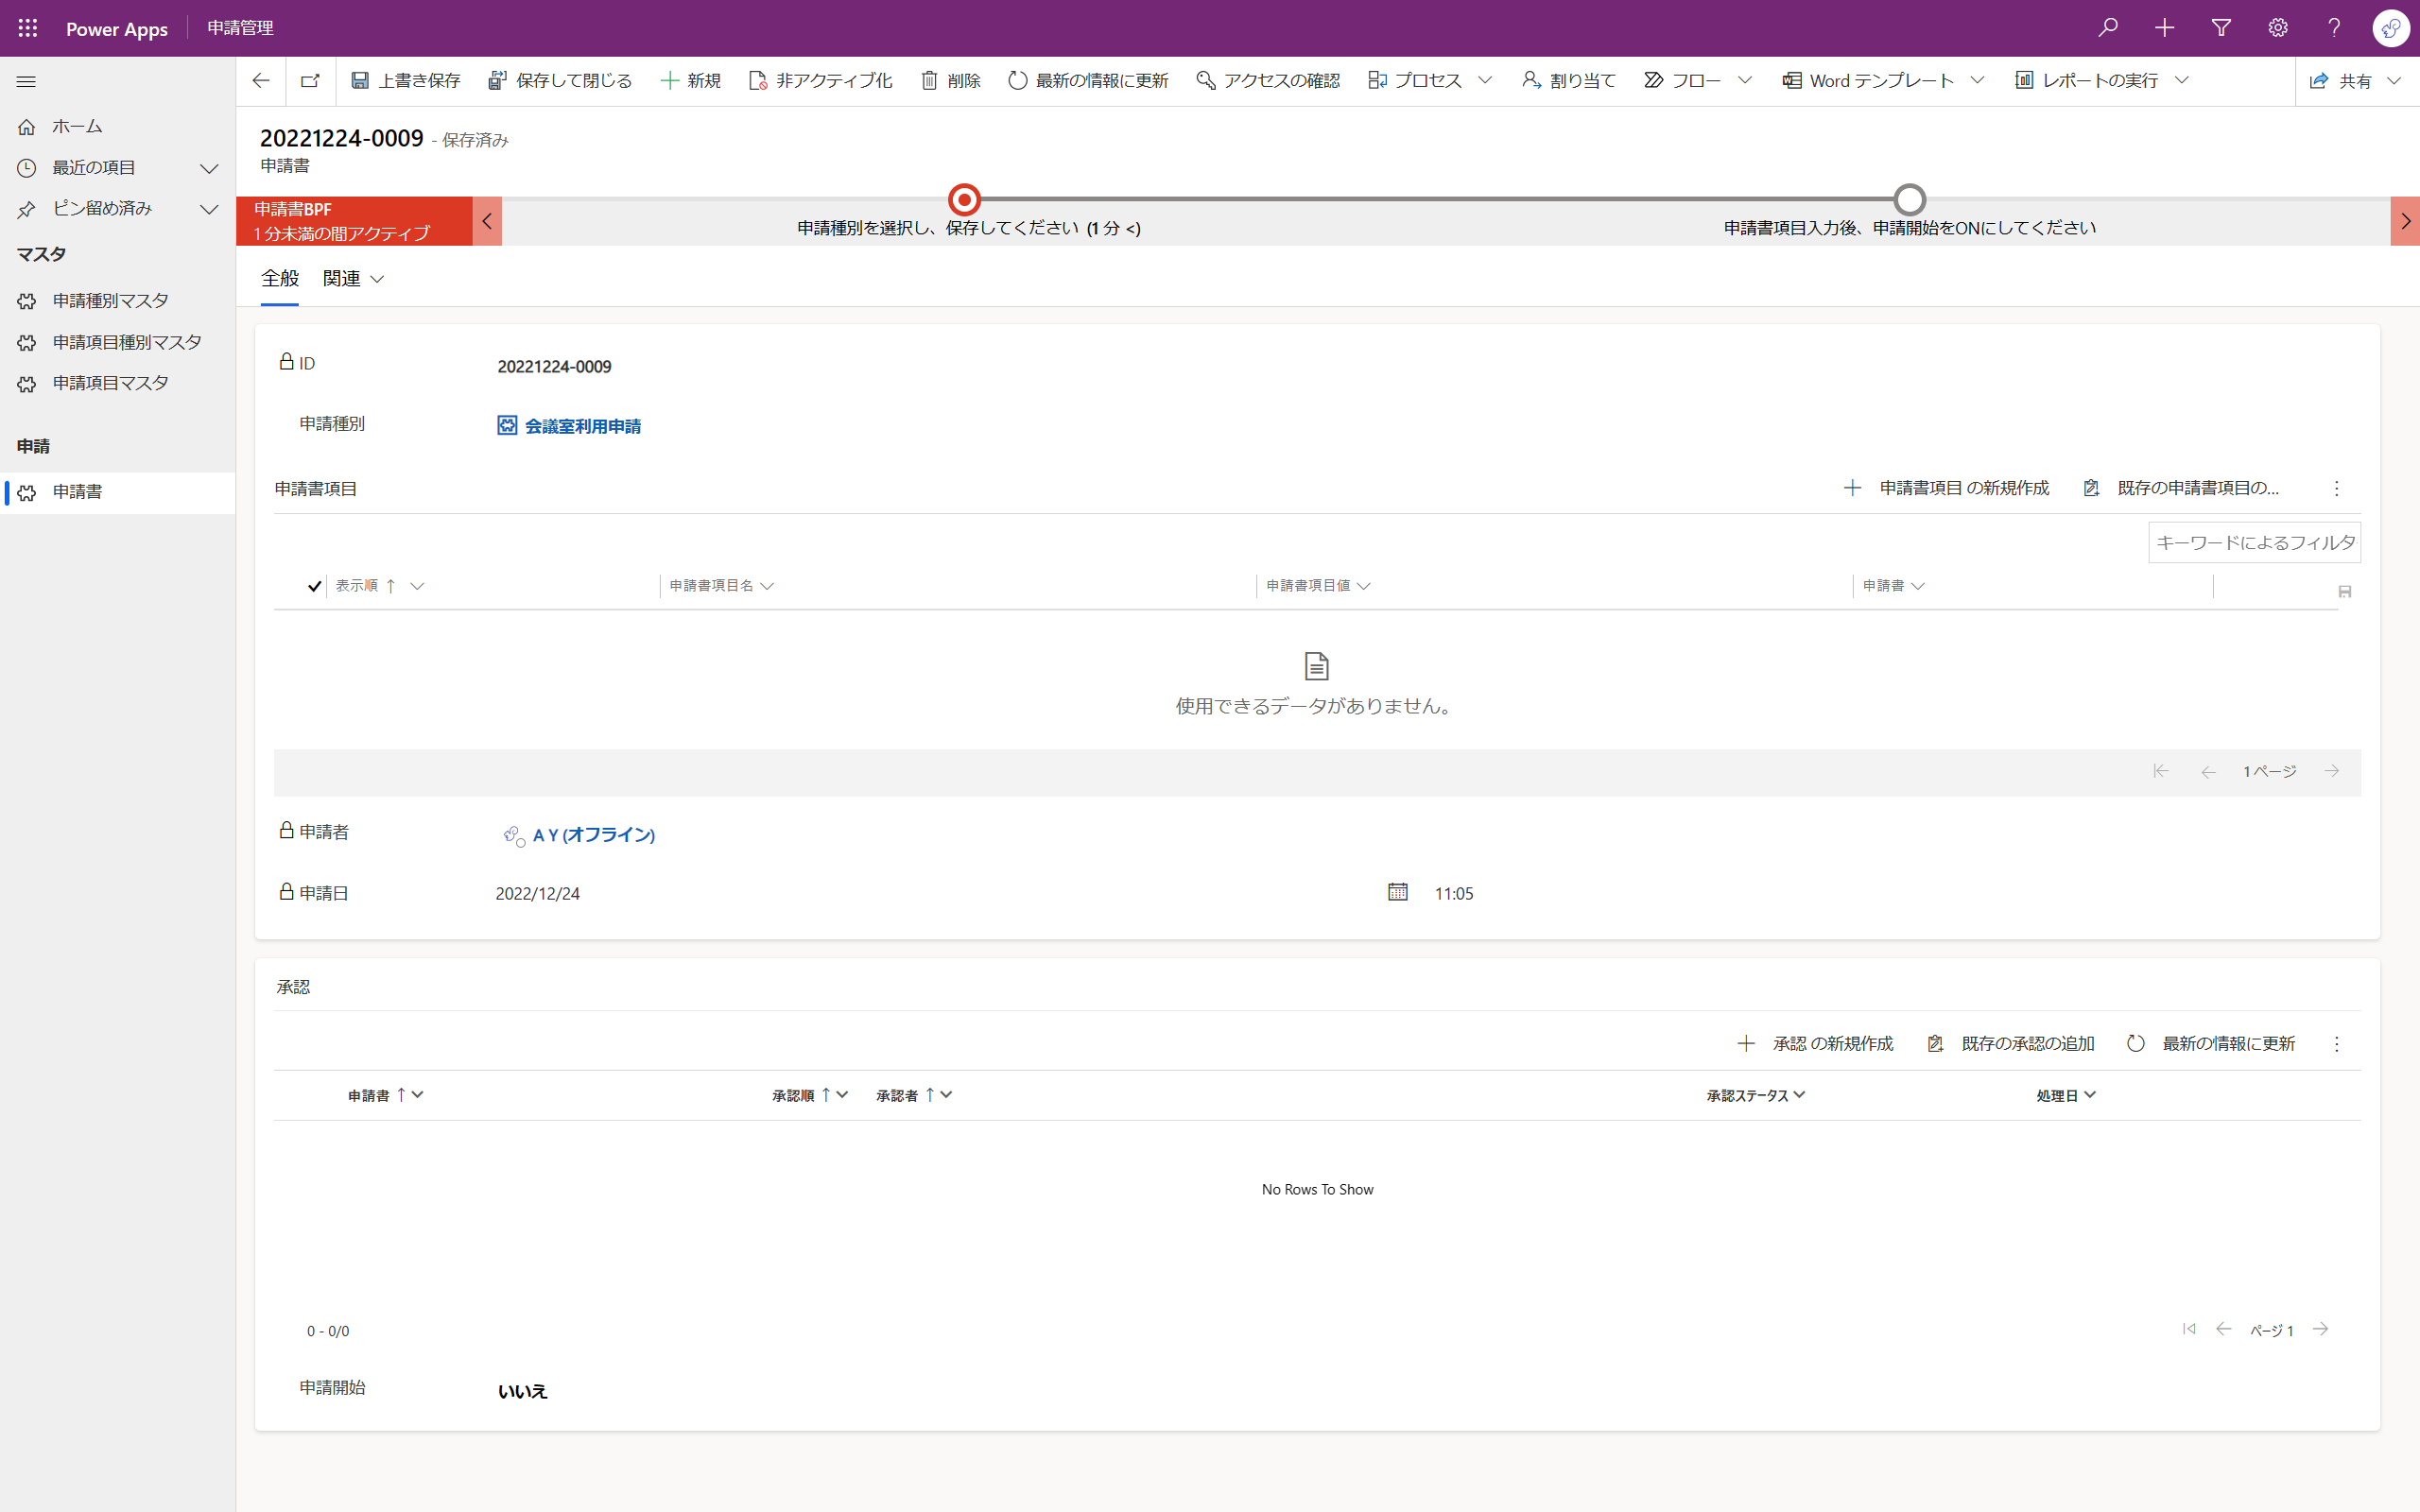 Power Apps 申請管理
上書き保存 保存して閉じる 新規 非アクティブ化 削除 最新の情報に更新 アクセスの確認 プロセス 割り当て フロー Word テンプレート レポートの実行 共有
ホーム
最近の項目
ピン留め済み
マスタ
申請種別マスタ
申請項目種別マスタ
申請項目マスタ
申請
申請書
20221224-0009 - 保存済み
申請書
申請書BPF
1 分未満の間アクティブ
申請種別を選択し、保存してください (1 分 <)
申請書項目入力後、申請開始をONにしてください
全般 関連
ID 20221224-0009
申請種別 会議室利用申請
申請書項目 申請書項目 の新規作成 既存の申請書項目の...
キーワードによるフィルタ
表示順 申請書項目名 申請書項目値 申請書
使用できるデータがありません。
1 ページ
申請者 A Y (オフライン)
申請日 2022/12/24 11:05
承認
承認 の新規作成 既存の承認の追加 最新の情報に更新
申請書 承認順 承認者 承認ステータス 処理日
No Rows To Show
0 - 0/0 ページ 1
申請開始 いいえ